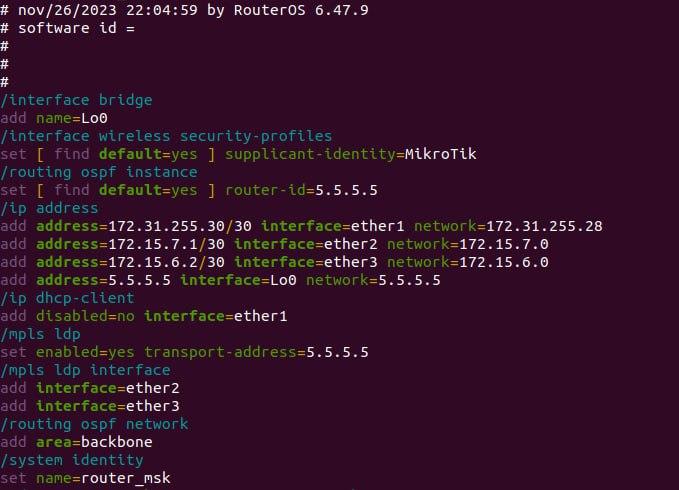 # nov/26/2023 22:04:59 by RouterOS 6.47.9
# software id =
#
#
#
/interface bridge
add name=Lo0
/interface wireless security-profiles
set [ find default=yes ] supplicant-identity=MikroTik
/routing ospf instance
set [ find default=yes ] router-id=5.5.5.5
/ip address
add address=172.31.255.30/30 interface=ether1 network=172.31.255.28
add address=172.15.7.1/30 interface=ether2 network=172.15.7.0
add address=172.15.6.2/30 interface=ether3 network=172.15.6.0
add address=5.5.5.5 interface=Lo0 network=5.5.5.5
/ip dhcp-client
add disabled=no interface=ether1
/mpls ldp
set enabled=yes transport-address=5.5.5.5
/mpls ldp interface
add interface=ether2
add interface=ether3
/routing ospf network
add area=backbone
/system identity
set name=router_msk